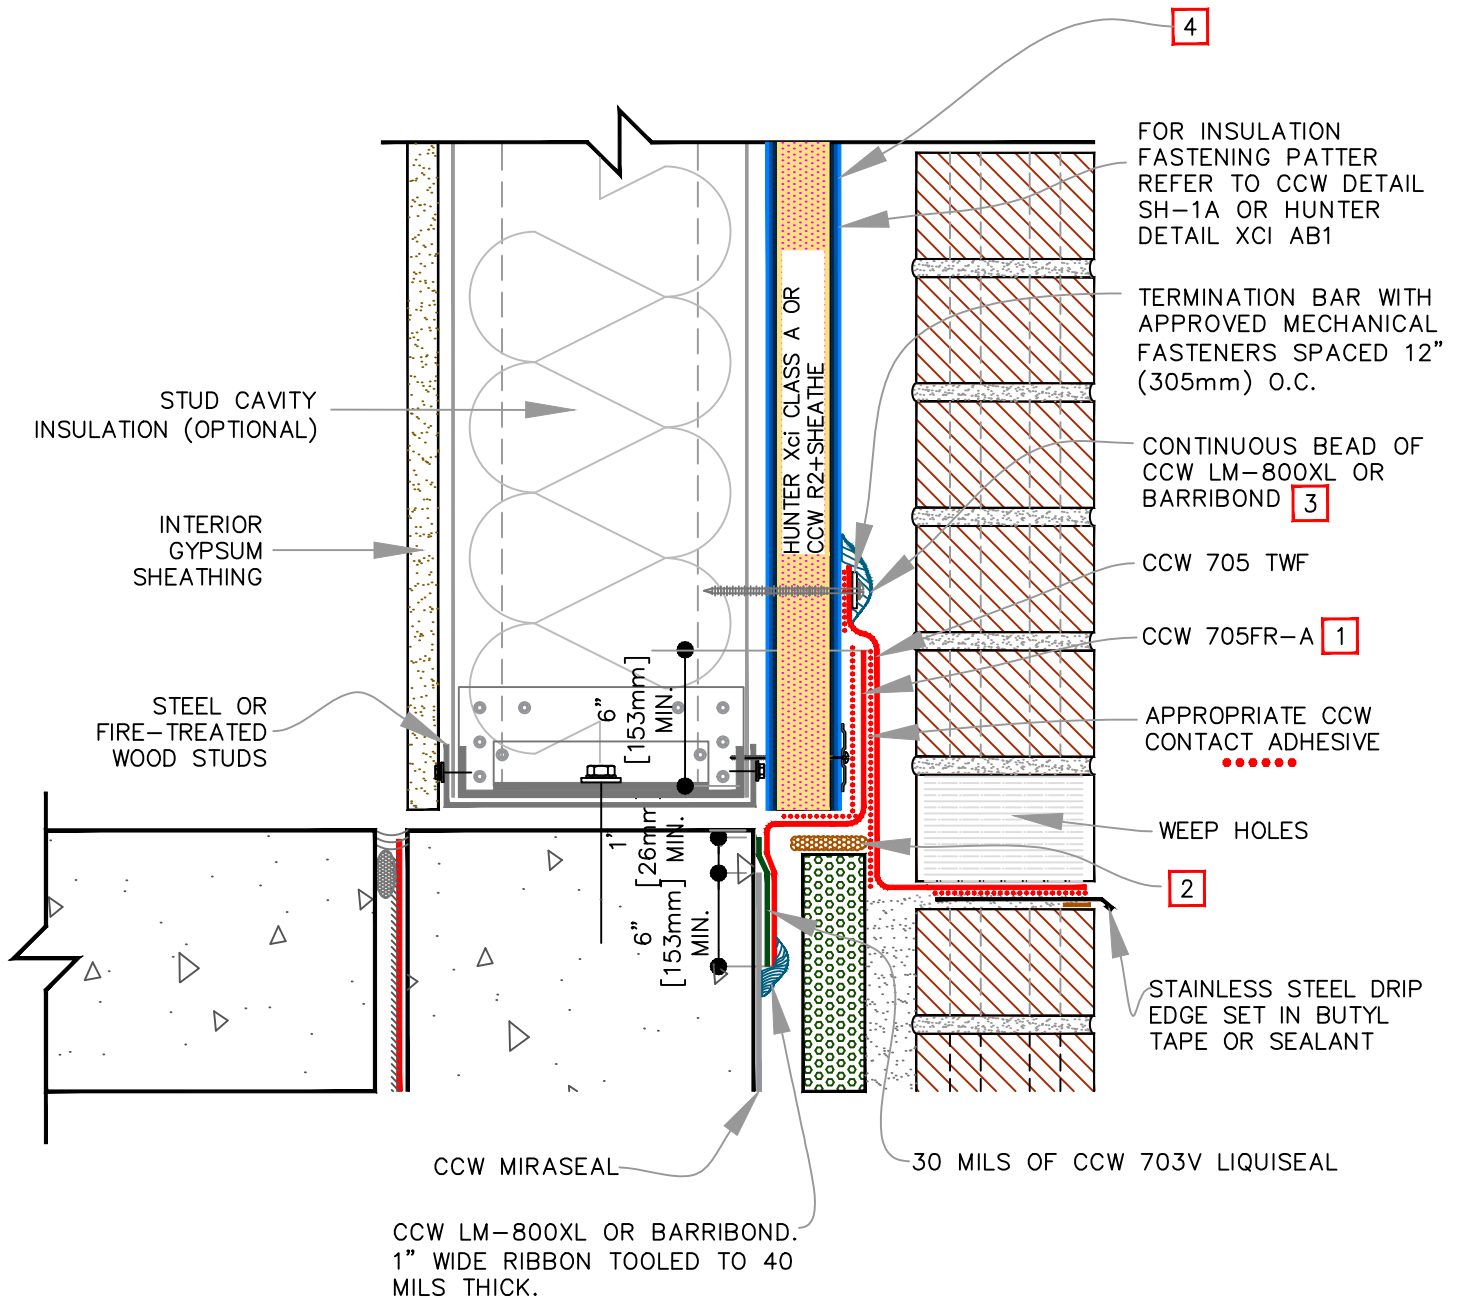 4
FOR INSULATION
FASTENING PATTER
REFER TO CCW DETAIL
SH-1A OR HUNTER
DETAIL XCI AB1
TERMINATION BAR WITH
APPROVED MECHANICAL
FASTENERS SPACED 12"
(305mm) O.C.
CONTINUOUS BEAD OF
CCW LM-800XL OR
BARRIBOND 3
CCW 705 TWF
CCW 705FR-A 1
APPROPRIATE CCW
CONTACT ADHESIVE
WEEP HOLES
2
STAINLESS STEEL DRIP
EDGE SET IN BUTYL
TAPE OR SEALANT
30 MILS OF CCW 703V LIQUISEAL
STUD CAVITY
INSULATION (OPTIONAL)
INTERIOR
GYPSUM
SHEATHING
STEEL OR
FIRE-TREATED
WOOD STUDS
HUNTER Xci CLASS A OR
CCW R2+SHEATHE
6"
[153mm]
MIN.
1"
[26mm]
MIN.
6"
[153mm]
MIN.
CCW MIRASEAL
CCW LM-800XL OR BARRIBOND.
1" WIDE RIBBON TOOLED TO 40
MILS THICK.